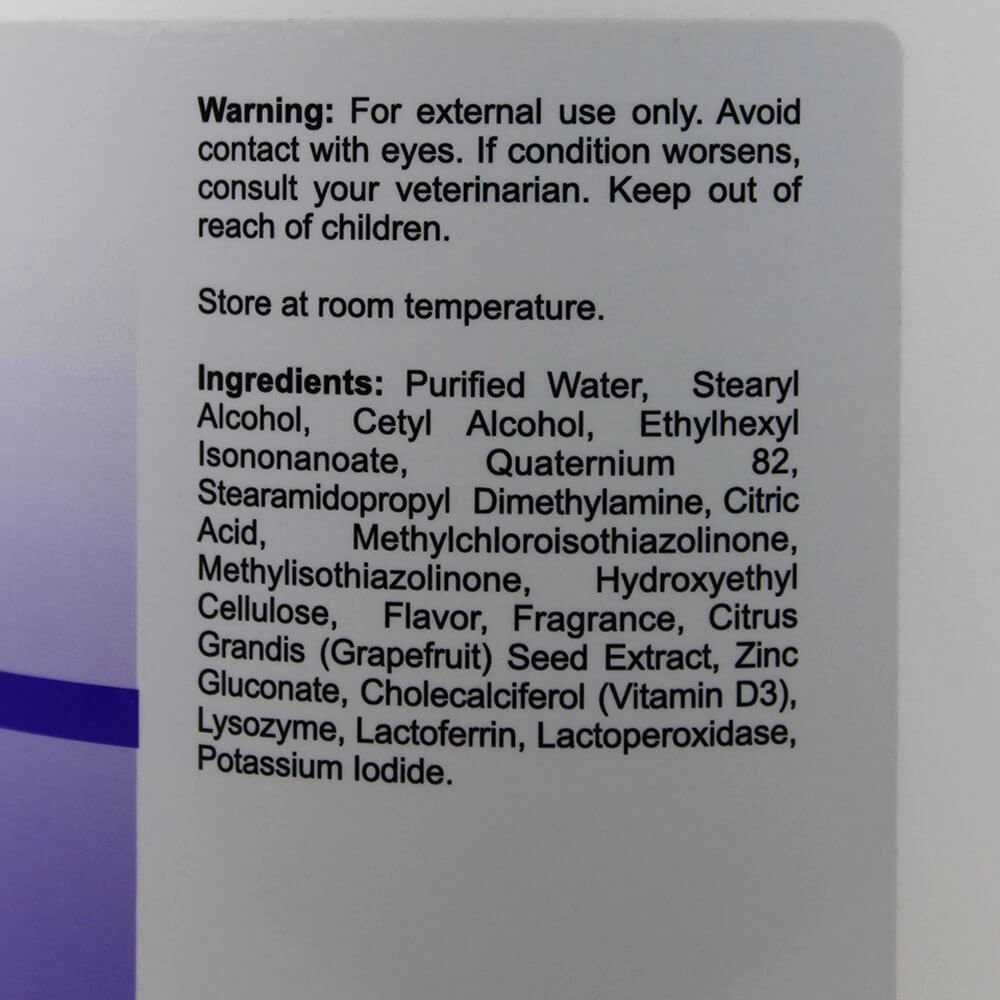 Warning: For external use only. Avoid
contact with eyes. If condition worsens,
consult your veterinarian. Keep out of
reach of children.
Store at room temperature.
Ingredients: Purified Water, Stearyl
Alcohol, Cetyl Alcohol, Ethylhexyl
Isononanoate, Quaternium 82,
Stearamidopropyl Dimethylamine, Citric
Acid, Methylchloroisothiazolinone,
Methylisothiazolinone, Hydroxyethyl
Cellulose, Flavor, Fragrance, Citrus
Grandis (Grapefruit) Seed Extract, Zinc
Gluconate, Cholecalciferol (Vitamin D3),
Lysozyme, Lactoferrin, Lactoperoxidase,
Potassium Iodide.